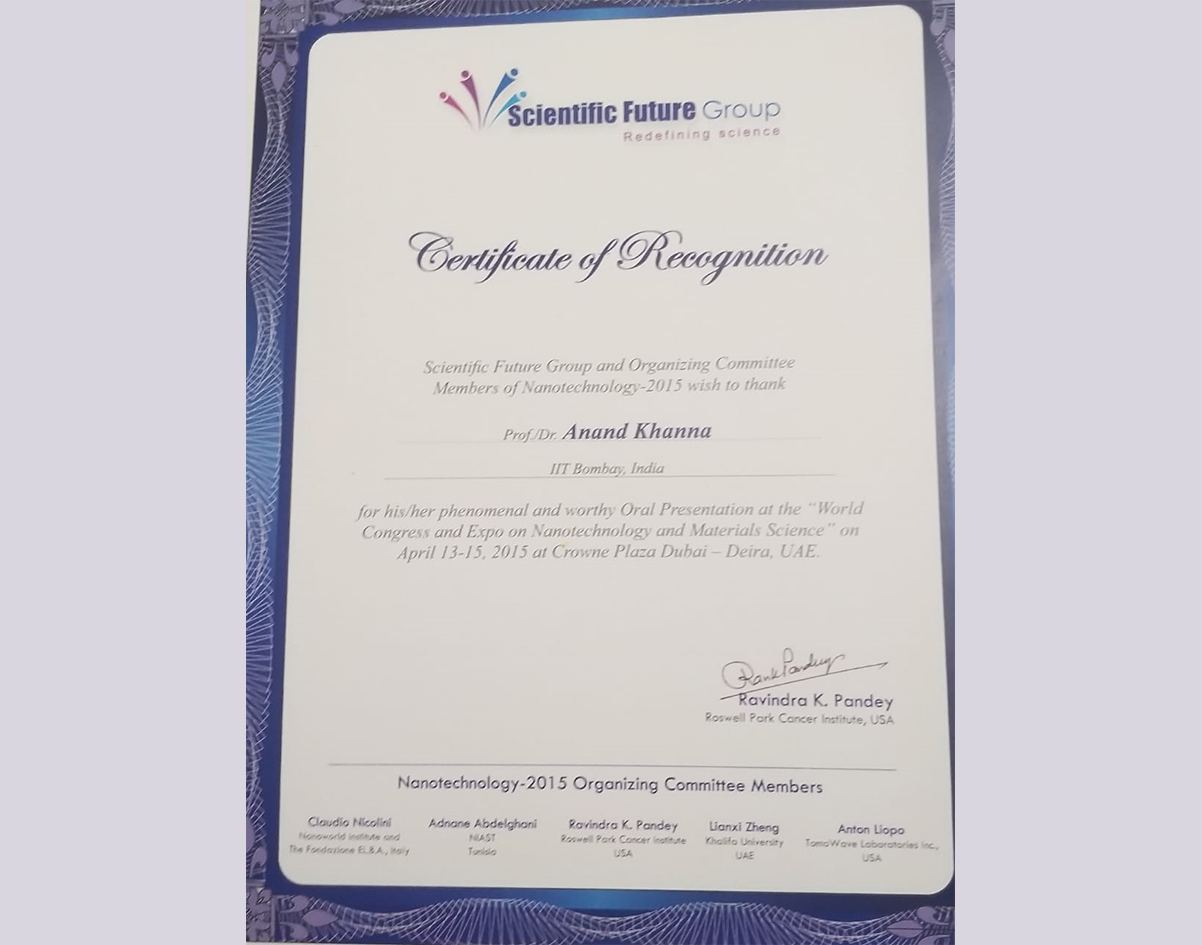 Scientific Future Group
Redefining science
Certificate of Recognition
Scientific Future Group and Organizing Committee
Members of Nanotechnology-2015 wish to thank
Prof./Dr. Anand Khanna
IIT Bombay, India
for his/her phenomenal and worthy Oral Presentation at the "World
Congress and Expo on Nanotechnology and Materials Science" on
April 13-15, 2015 at Crowne Plaza Dubai – Deira, UAE.
Ravindra K. Pandey
Roswell Park Cancer Institute, USA
Nanotechnology-2015 Organizing Committee Members
Claudio Nicolini
Nanoworld Institute and
The Fondazione EL.B.A., Italy
Adnane Abdelghani
NIAST
Tunisia
Ravindra K. Pandey
Roswell Park Cancer Institute
USA
Lianxi Zheng
Khalifa University
UAE
Anton Liopo
TomoWave Laboratories Inc.,
USA